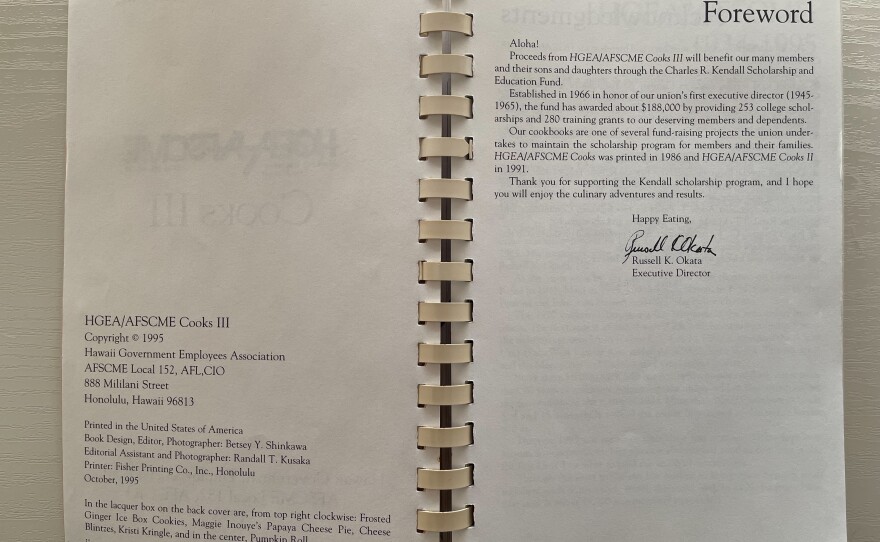 HGEA/AFSCME Cooks III
Copyright © 1995
Hawaii Government Employees Association
AFSCME Local 152, AFL,CIO
888 Mililani Street
Honolulu, Hawaii 96813
Printed in the United States of America
Book Design, Editor, Photographer: Betsey Y. Shinkawa
Editorial Assistant and Photographer: Randall T. Kusaka
Printer: Fisher Printing Co., Inc., Honolulu
October, 1995
In the lacquer box on the back cover are, from top right clockwise: Frosted
Ginger Ice Box Cookies, Maggie Inouye's Papaya Cheese Pie, Cheese
Blintzes, Kristi Kringle, and in the center, Pumpkin Roll
Foreword
Aloha!
Proceeds from HGEA/AFSCME Cooks III will benefit our many members
and their sons and daughters through the Charles R. Kendall Scholarship and
Education Fund.
Established in 1966 in honor of our union's first executive director (1945-
1965), the fund has awarded about $188,000 by providing 253 college schol-
arships and 280 training grants to our deserving members and dependents.
Our cookbooks are one of several fund-raising projects the union under-
takes to maintain the scholarship program for members and their families.
HGEA/AFSCME Cooks was printed in 1986 and HGEA/AFSCME Cooks II
in 1991.
Thank you for supporting the Kendall scholarship program, and I hope
you will enjoy the culinary adventures and results.
Happy Eating,
Russell K Okata
Russell K. Okata
Executive Director